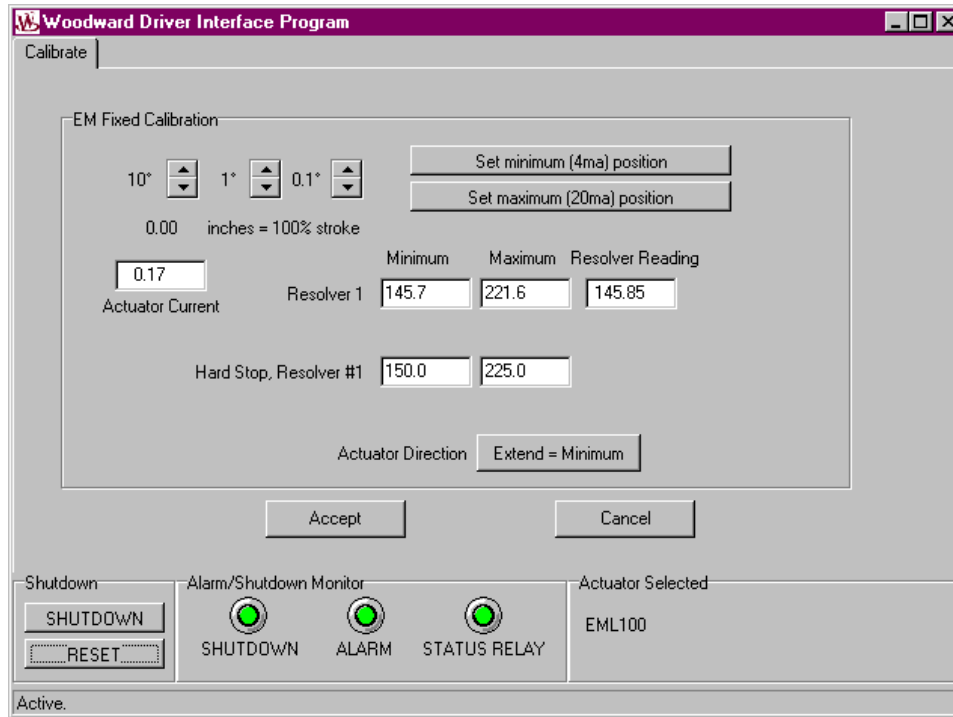 Woodward Driver Interface Program
Calibrate
EM Fixed Calibration
10° 1° 0.1°
Set minimum (4ma) position
Set maximum (20ma) position
0.00 inches = 100% stroke
Minimum Maximum Resolver Reading
0.17
Actuator Current
Resolver 1 145.7 221.6 145.85
Hard Stop, Resolver #1 150.0 225.0
Actuator Direction Extend = Minimum
Accept Cancel
Shutdown Alarm/Shutdown Monitor Actuator Selected
SHUTDOWN
RESET
SHUTDOWN ALARM STATUS RELAY
EML100
Active.